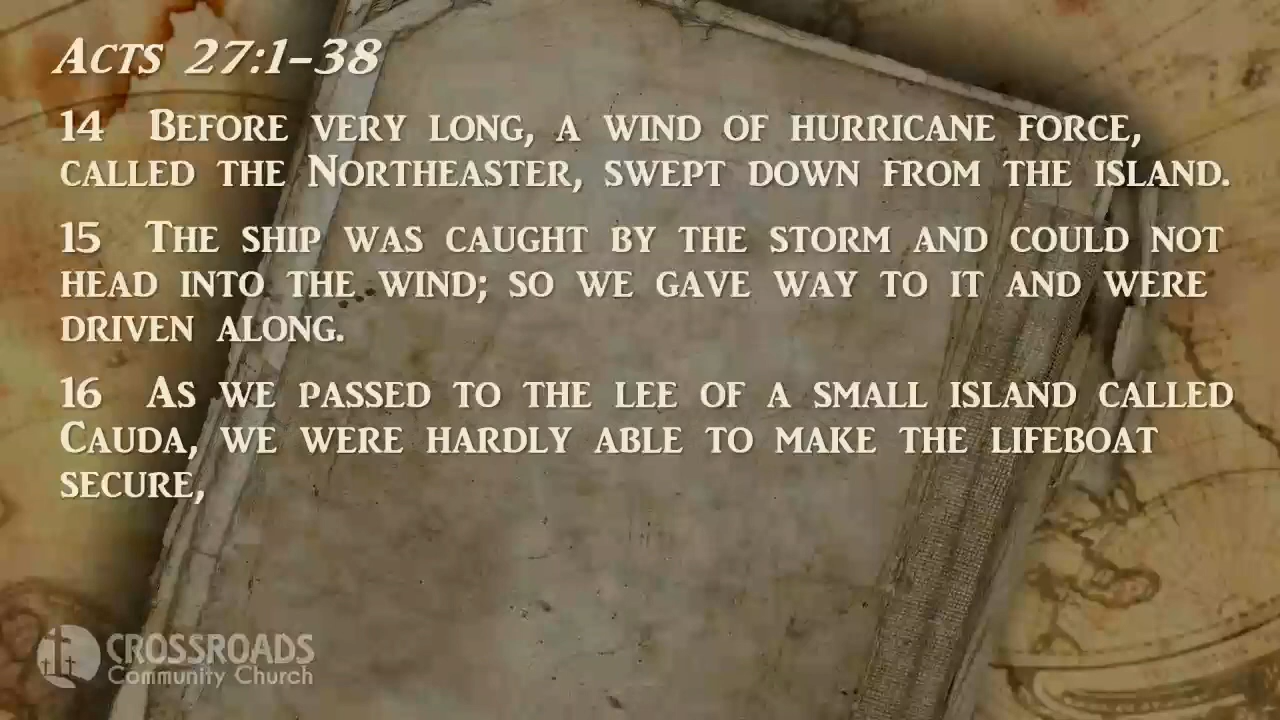 Acts 27:1-38
14 Before very long, a wind of hurricane force,
called the Northeaster, swept down from the island.
15 The ship was caught by the storm and could not
head into the wind; so we gave way to it and were
driven along.
16 As we passed to the lee of a small island called
Cauda, we were hardly able to make the lifeboat
secure,
CROSSROADS
Community Church